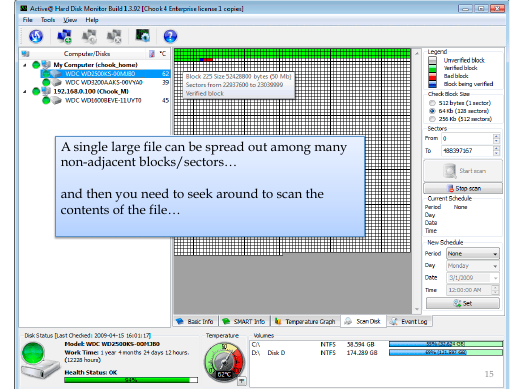 Active@ Hard Disk Monitor Build 1.3.92 [Chook 4 Enterprise license 1 copies]
File Tools View Help
Computer/Disks °C
My Computer (chook_home)
WDC WD2500KS-00MJB0 62
WDC WD3200AAKS-00VYA0 39
192.168.0.100 (Chook_M)
WDC WD1600BEVE-11UYT0 45
Block 225 Size 52428800 bytes (50 Mb)
Sectors from 22937600 to 23039999
Verified block
A single large file can be spread out among many
non-adjacent blocks/sectors…
and then you need to seek around to scan the
contents of the file…
Legend
Unverified block
Verified block
Bad block
Block being verified
Check Block Size
512 bytes (1 sector)
64 Kb (128 sectors)
256 Kb (512 sectors)
Sectors
From 0
To 488397167
Start scan
Stop scan
Current Schedule
Period None
Day
Date
Time
New Schedule
Period None
Day Monday
Date 3/1/2009
Time 12:00:00 AM
Set
Basic Info SMART Info Temperature Graph Scan Disk Event Log
Disk Status [Last Checked: 2009-04-15 16:01:17]
Model: WDC WD2500KS-00MJB0
Work Time: 1 year 4 months 24 days 12 hours.
(12228 hours)
Health Status: OK
Temperature
62°C
Volumes
C:\ NTFS 58.594 GB
D:\ Disk D NTFS 174.289 GB
15